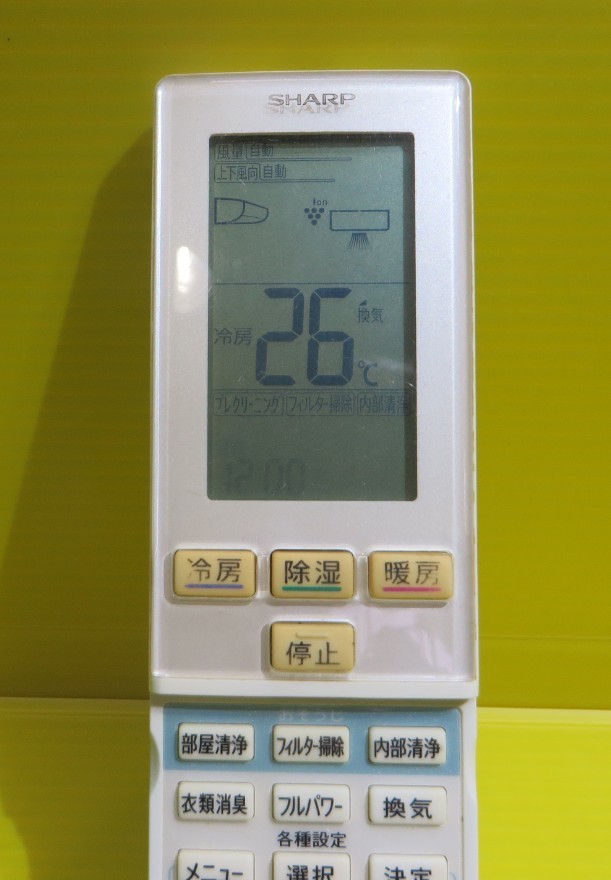 SHARP
風量 自動
上下風向 自動
Ion
換気
冷房 26 ℃
プレクリーニング フィルター掃除 内部清浄
12:00
冷房 除湿 暖房
停止
おそうじ
部屋清浄 フィルター掃除 内部清浄
衣類消臭 フルパワー 換気
各種設定
メニュー 選択 決定